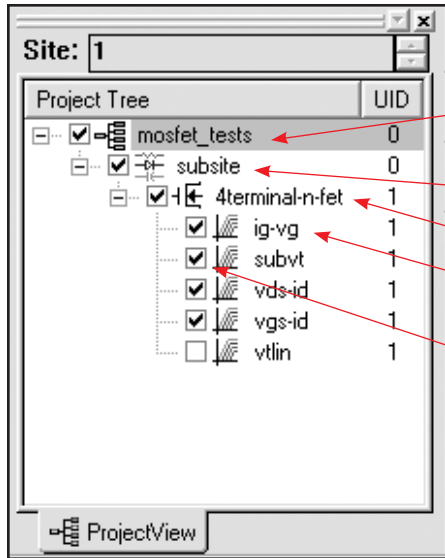 Site: 1
Project Tree UID
mosfet_tests 0
subsite 0
4terminal-n-fet 1
ig-vg 1
subvt 1
vds-id 1
vgs-id 1
vtlin 1
ProjectView